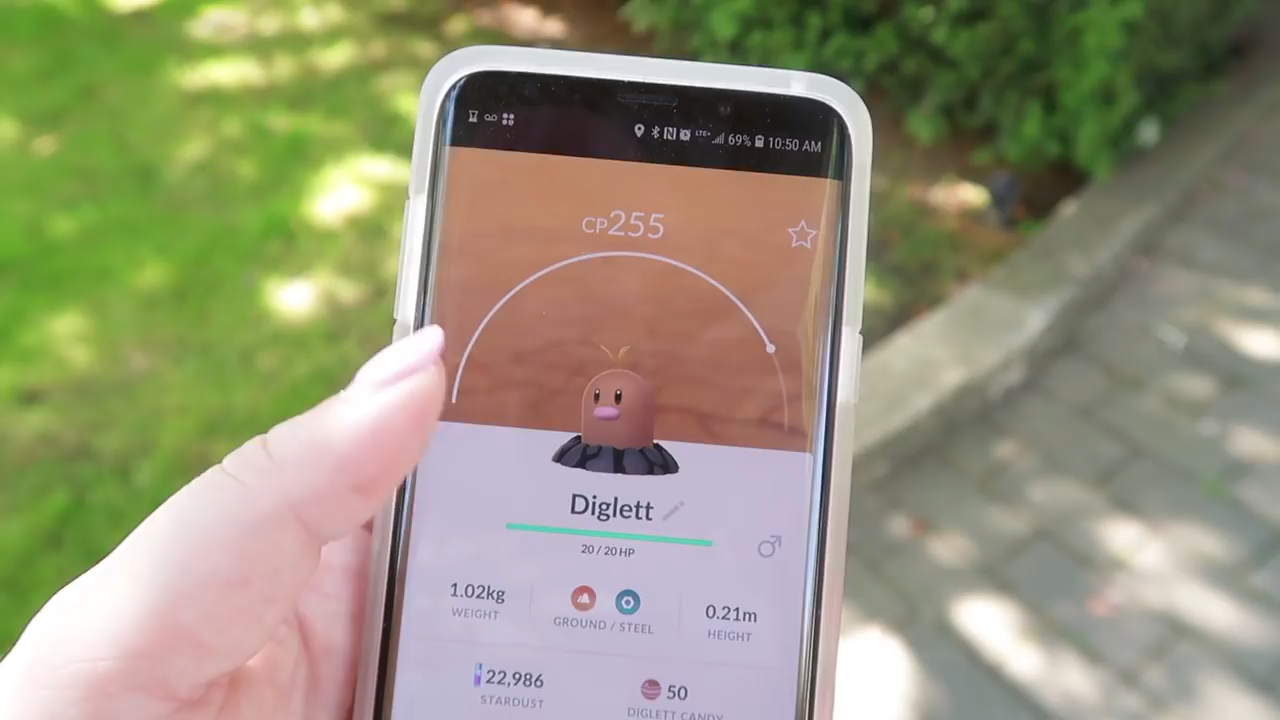 LTE+ 69% 10:50 AM
CP255
Diglett
20 / 20 HP
1.02kg
WEIGHT
GROUND / STEEL
0.21m
HEIGHT
22,986
STARDUST
50
DIGLETT CANDY